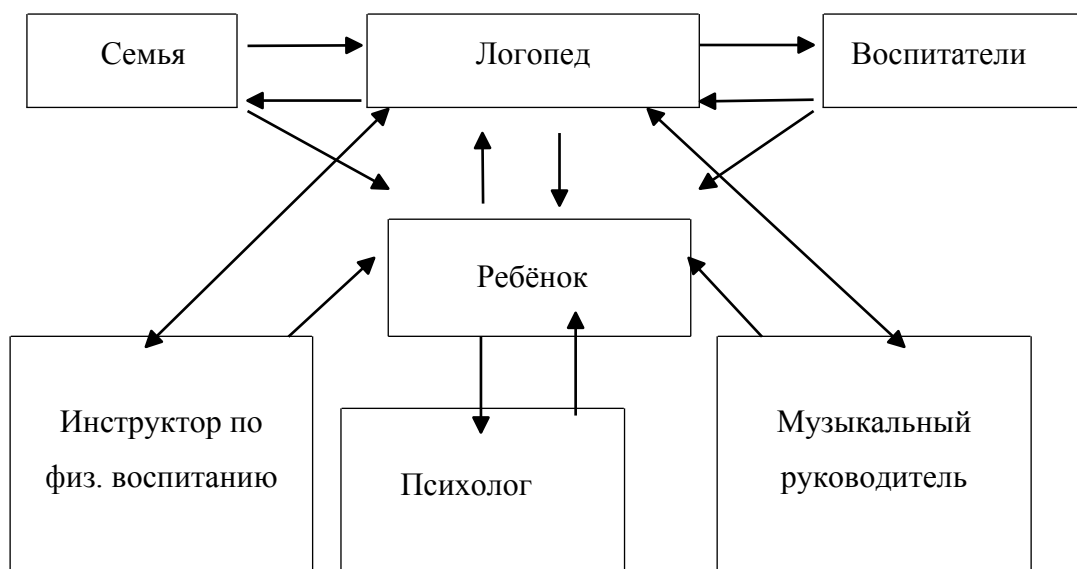 Семья
Логопед
Воспитатели
Ребёнок
Инструктор по
физ. воспитанию
Психолог
Музыкальный
руководитель